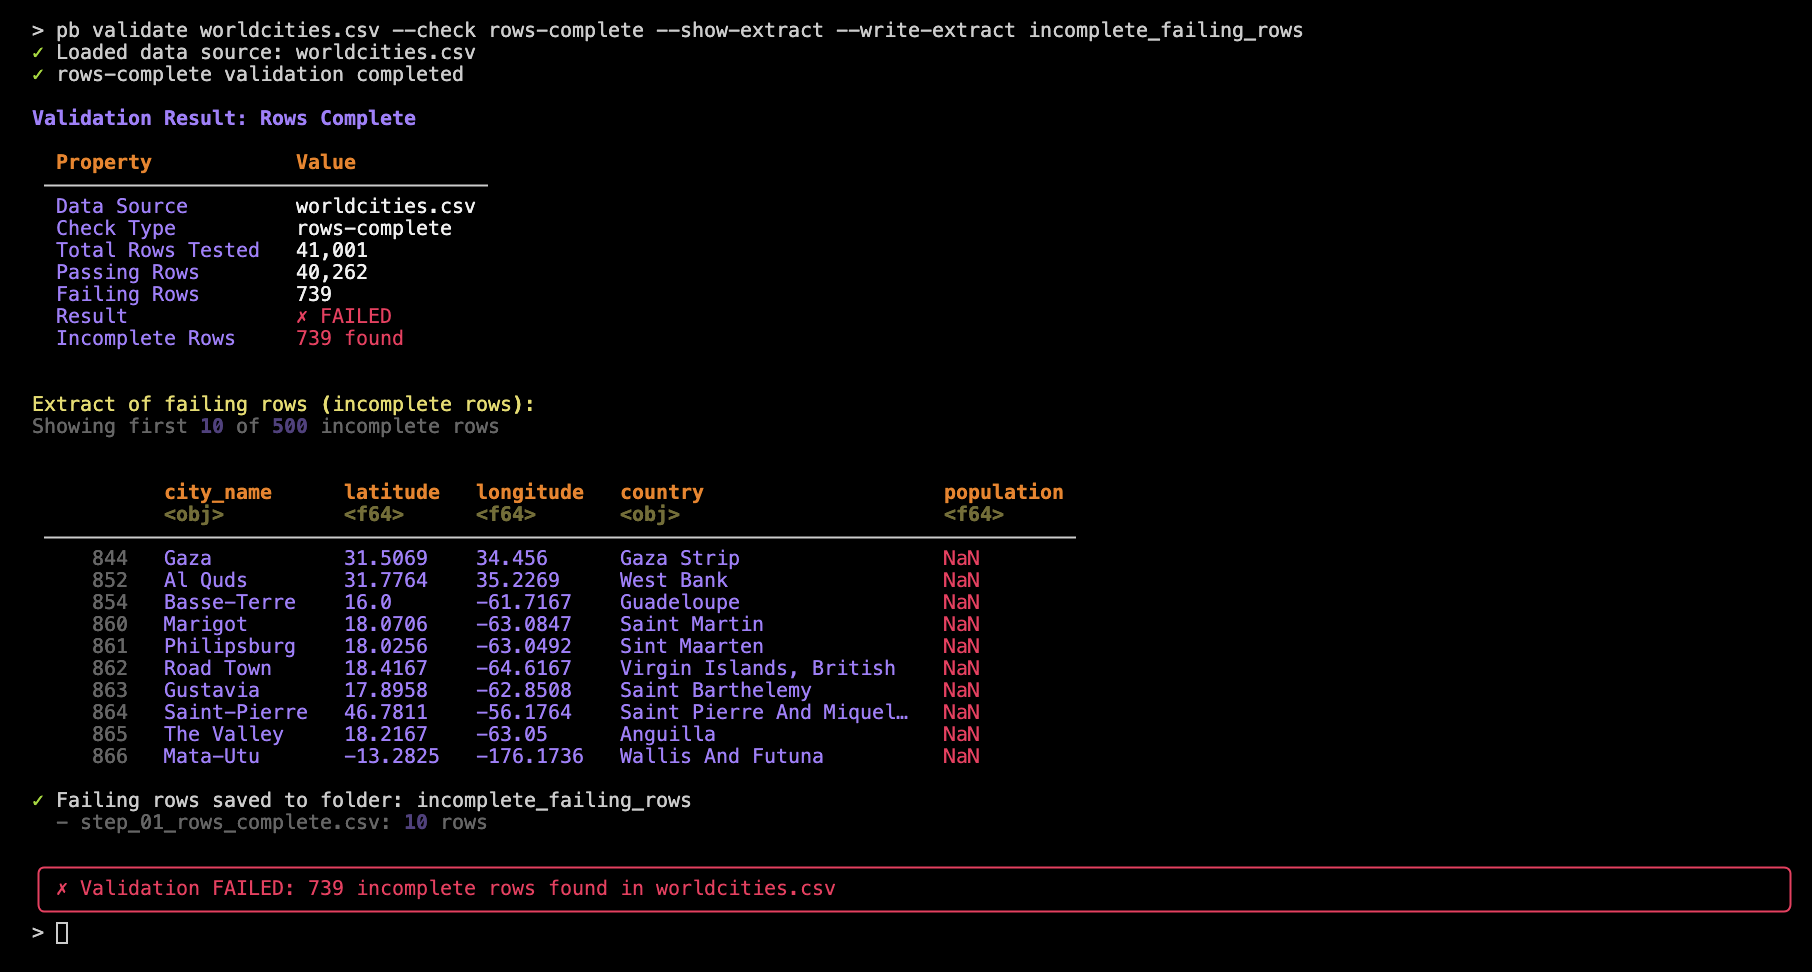 > pb validate worldcities.csv --check rows-complete --show-extract --write-extract incomplete_failing_rows
✓ Loaded data source: worldcities.csv
✓ rows-complete validation completed
Validation Result: Rows Complete
Property Value
Data Source worldcities.csv
Check Type rows-complete
Total Rows Tested 41,001
Passing Rows 40,262
Failing Rows 739
Result ✗ FAILED
Incomplete Rows 739 found
Extract of failing rows (incomplete rows):
Showing first 10 of 500 incomplete rows
city_name latitude longitude country population
<obj> <f64> <f64> <obj> <f64>
844 Gaza 31.5069 34.456 Gaza Strip NaN
852 Al Quds 31.7764 35.2269 West Bank NaN
854 Basse-Terre 16.0 -61.7167 Guadeloupe NaN
860 Marigot 18.0706 -63.0847 Saint Martin NaN
861 Philipsburg 18.0256 -63.0492 Sint Maarten NaN
862 Road Town 18.4167 -64.6167 Virgin Islands, British NaN
863 Gustavia 17.8958 -62.8508 Saint Barthelemy NaN
864 Saint-Pierre 46.7811 -56.1764 Saint Pierre And Miquel… NaN
865 The Valley 18.2167 -63.05 Anguilla NaN
866 Mata-Utu -13.2825 -176.1736 Wallis And Futuna NaN
✓ Failing rows saved to folder: incomplete_failing_rows
- step_01_rows_complete.csv: 10 rows
✗ Validation FAILED: 739 incomplete rows found in worldcities.csv
>